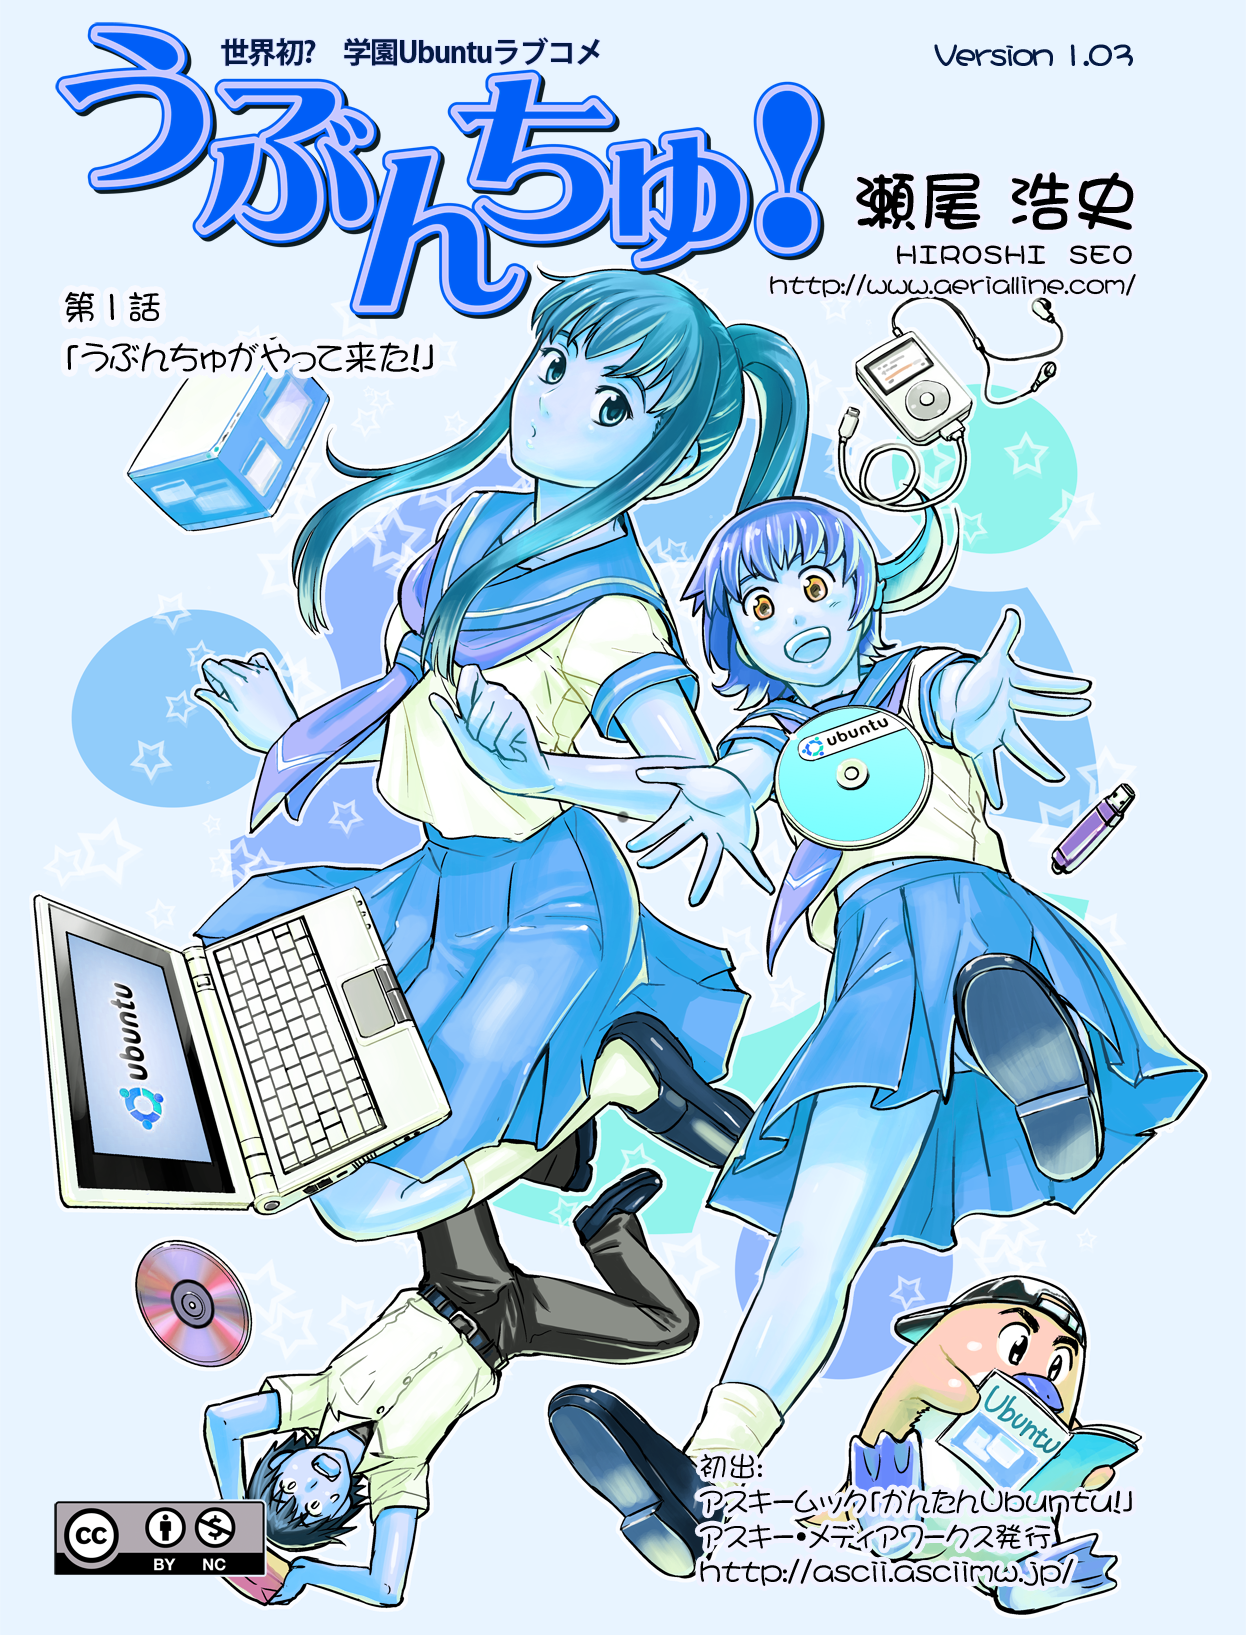 世界初?　学園Ubuntuラブコメ
Version 1.03
うぶんちゅ!
瀬尾 浩史
HIROSHI SEO
http://www.aerialline.com/
第1話
「うぶんちゅがやって来た!」
ubuntu
ubuntu
Ubuntu
初出:
アスキームック「かんたんUbuntu!」
アスキー・メディアワークス発行
http://ascii.asciimw.jp/
cc
BY NC